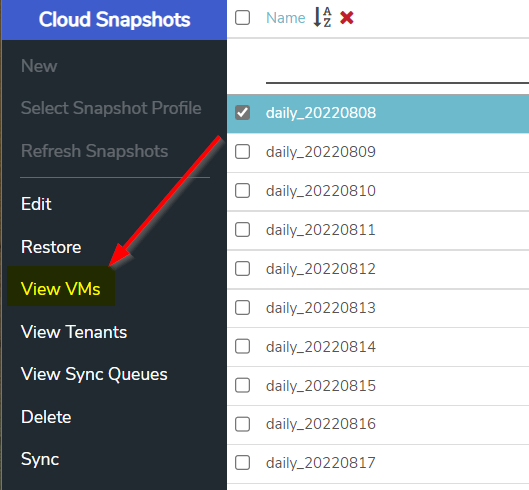 Cloud Snapshots
New
Select Snapshot Profile
Refresh Snapshots
Edit
Restore
View VMs
View Tenants
View Sync Queues
Delete
Sync
Name
daily_20220808
daily_20220809
daily_20220810
daily_20220811
daily_20220812
daily_20220813
daily_20220814
daily_20220815
daily_20220816
daily_20220817